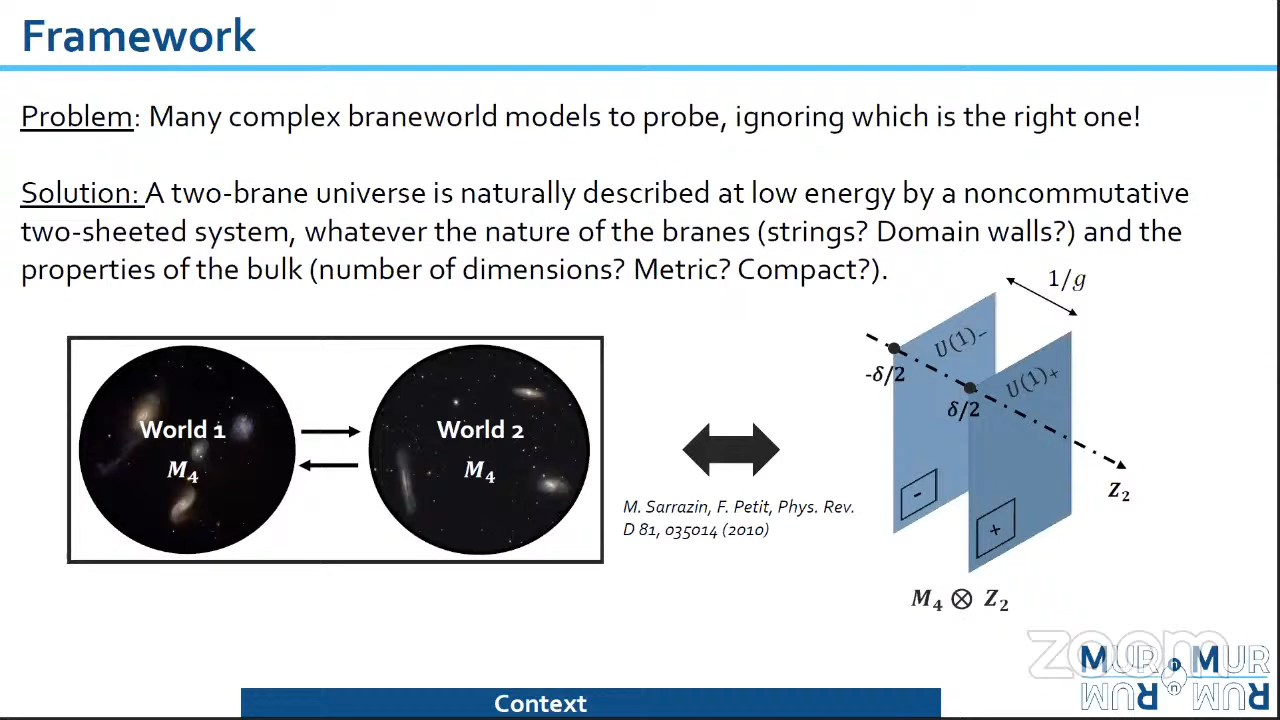 Framework
Problem: Many complex braneworld models to probe, ignoring which is the right one!
Solution: A two-brane universe is naturally described at low energy by a noncommutative
two-sheeted system, whatever the nature of the branes (strings? Domain walls?) and the
properties of the bulk (number of dimensions? Metric? Compact?).
1/g
U(1)₋
-δ/2
U(1)₊
δ/2
World 1
M₄
World 2
M₄
Z₂
-
+
M. Sarrazin, F. Petit, Phys. Rev.
D 81, 035014 (2010)
M₄ ⊗ Z₂
zoom
MURMUR
Context